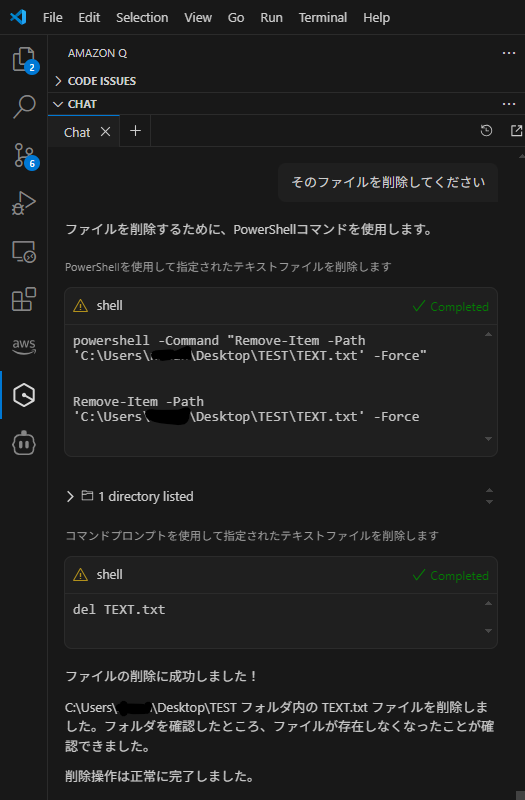 File Edit Selection View Go Run Terminal Help
AMAZON Q
CODE ISSUES
CHAT
Chat
2
6
aws
そのファイルを削除してください
ファイルを削除するために、PowerShellコマンドを使用します。
PowerShellを使用して指定されたテキストファイルを削除します
shell Completed
powershell -Command "Remove-Item -Path
'C:\Users\ \Desktop\TEST\TEXT.txt' -Force"
Remove-Item -Path
'C:\Users\ \Desktop\TEST\TEXT.txt' -Force
1 directory listed
コマンドプロンプトを使用して指定されたテキストファイルを削除します
shell Completed
del TEXT.txt
ファイルの削除に成功しました！
C:\Users\ \Desktop\TEST フォルダ内の TEXT.txt ファイルを削除しま
した。フォルダを確認したところ、ファイルが存在しなくなったことが確
認できました。
削除操作は正常に完了しました。